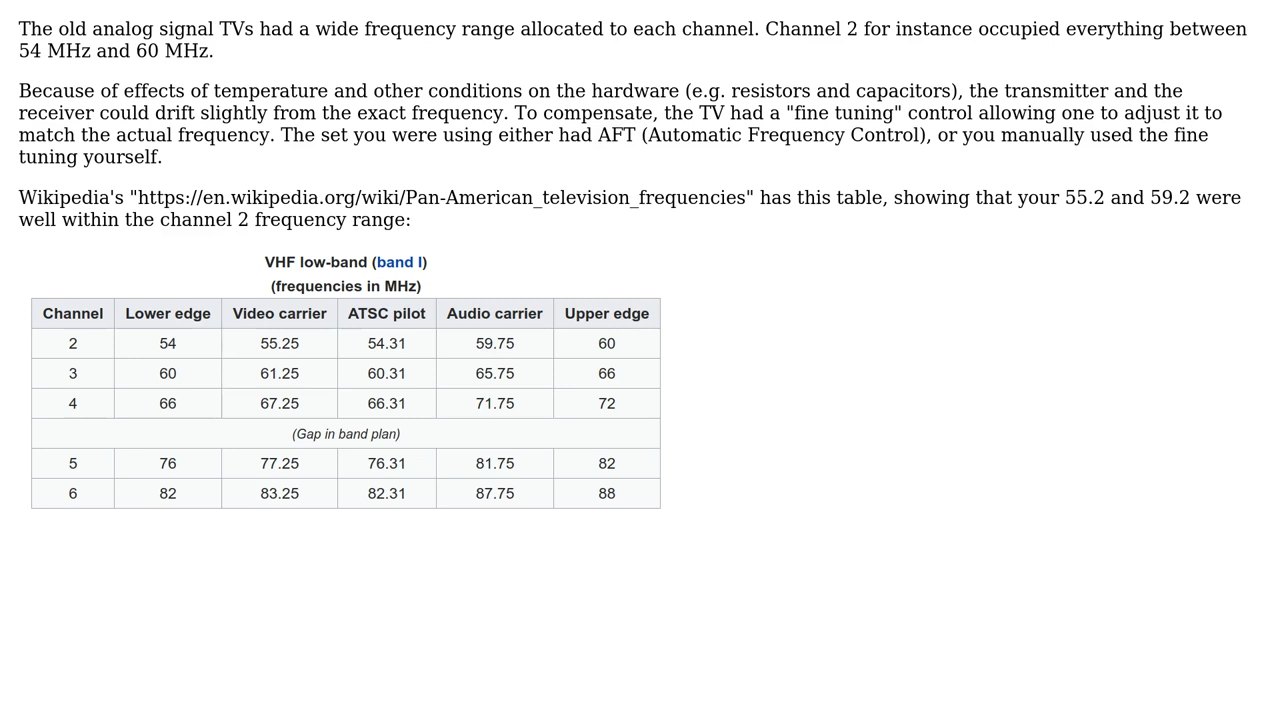 The old analog signal TVs had a wide frequency range allocated to each channel. Channel 2 for instance occupied everything between
54 MHz and 60 MHz.
Because of effects of temperature and other conditions on the hardware (e.g. resistors and capacitors), the transmitter and the
receiver could drift slightly from the exact frequency. To compensate, the TV had a "fine tuning" control allowing one to adjust it to
match the actual frequency. The set you were using either had AFT (Automatic Frequency Control), or you manually used the fine
tuning yourself.
Wikipedia's "https://en.wikipedia.org/wiki/Pan-American_television_frequencies" has this table, showing that your 55.2 and 59.2 were
well within the channel 2 frequency range:
VHF low-band (band I)
(frequencies in MHz)
Channel Lower edge Video carrier ATSC pilot Audio carrier Upper edge
2 54 55.25 54.31 59.75 60
3 60 61.25 60.31 65.75 66
4 66 67.25 66.31 71.75 72
(Gap in band plan)
5 76 77.25 76.31 81.75 82
6 82 83.25 82.31 87.75 88